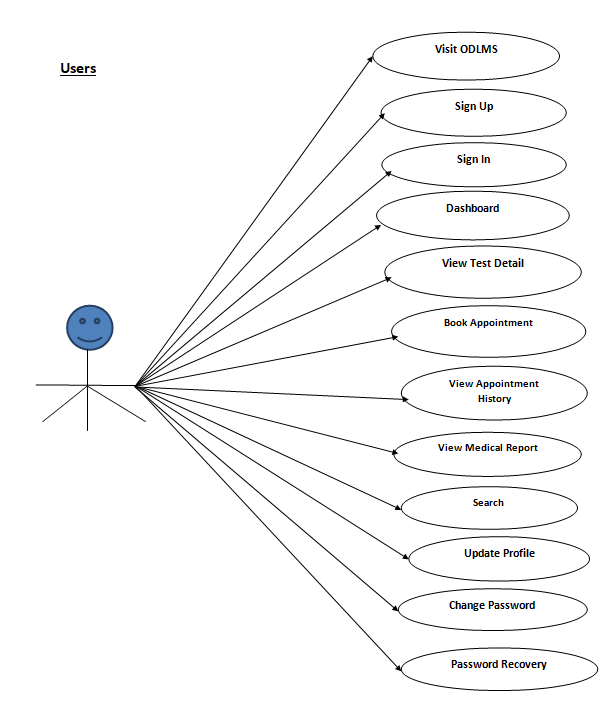 Users
Visit ODLMS
Sign Up
Sign In
Dashboard
View Test Detail
Book Appointment
View Appointment
History
View Medical Report
Search
Update Profile
Change Password
Password Recovery